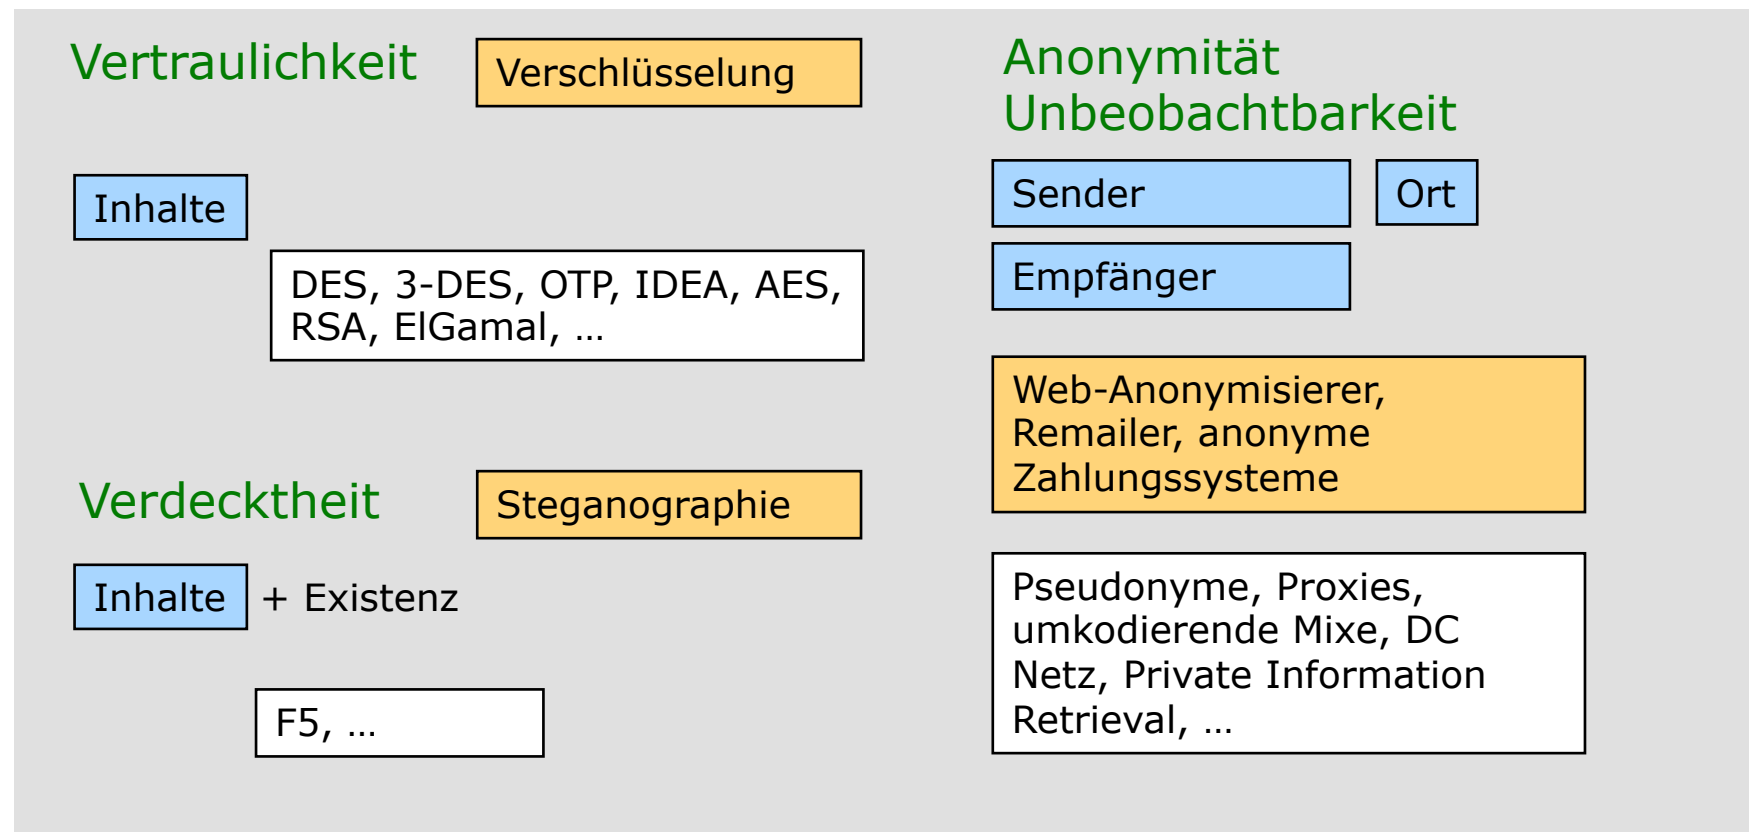 Vertraulichkeit
Verschlüsselung
Inhalte
DES, 3-DES, OTP, IDEA, AES,
RSA, ElGamal, …
Verdecktheit
Steganographie
Inhalte + Existenz
F5, …
Anonymität
Unbeobachtbarkeit
Sender
Ort
Empfänger
Web-Anonymisierer,
Remailer, anonyme
Zahlungssysteme
Pseudonyme, Proxies,
umkodierende Mixe, DC
Netz, Private Information
Retrieval, …